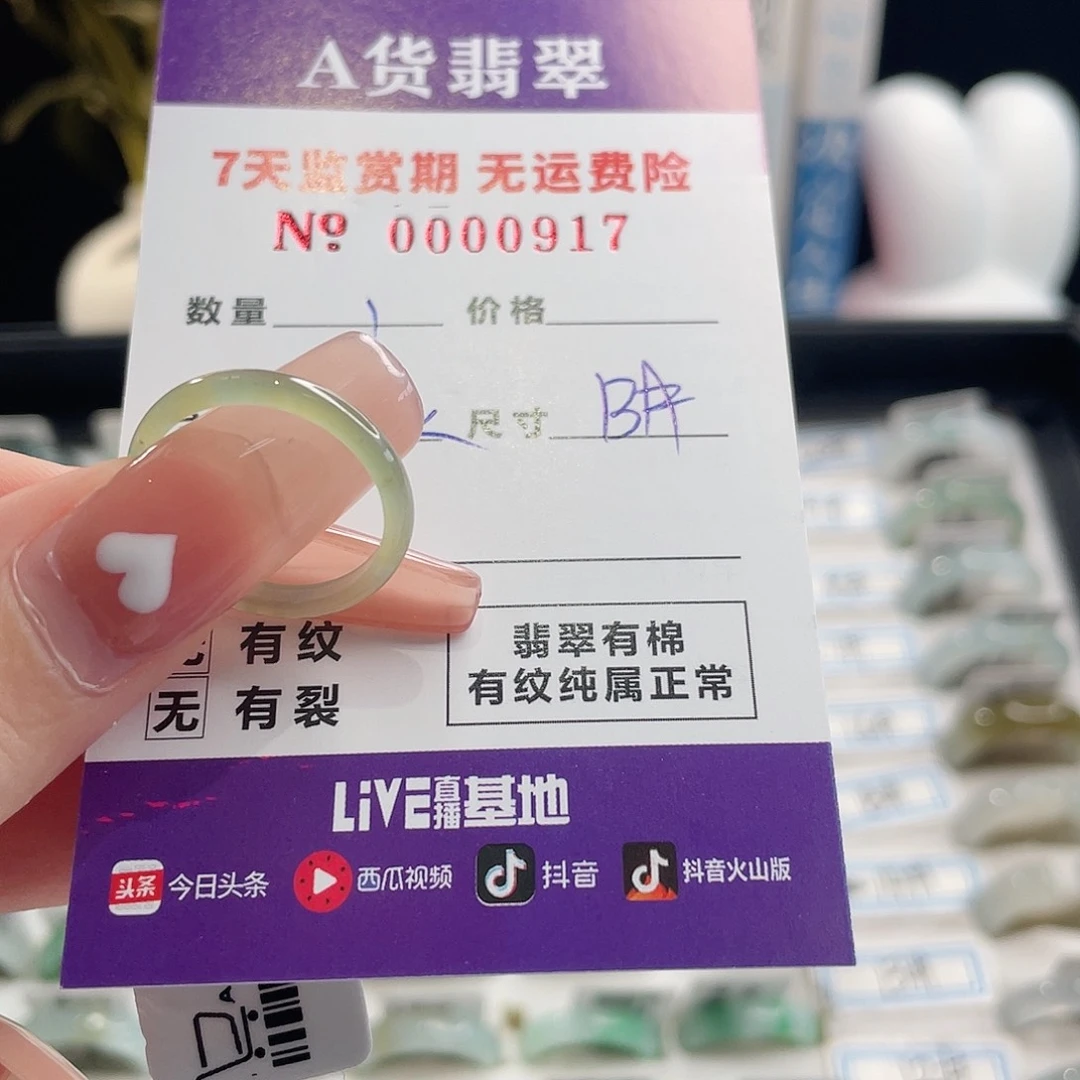 A货翡翠
7天监赏期 无运费险
№ 0000917
数量 1 价格
尺寸
有纹
无 有裂
翡翠有棉
有纹纯属正常
LiVE直播基地
头条 今日头条 西瓜视频 抖音 抖音火山版